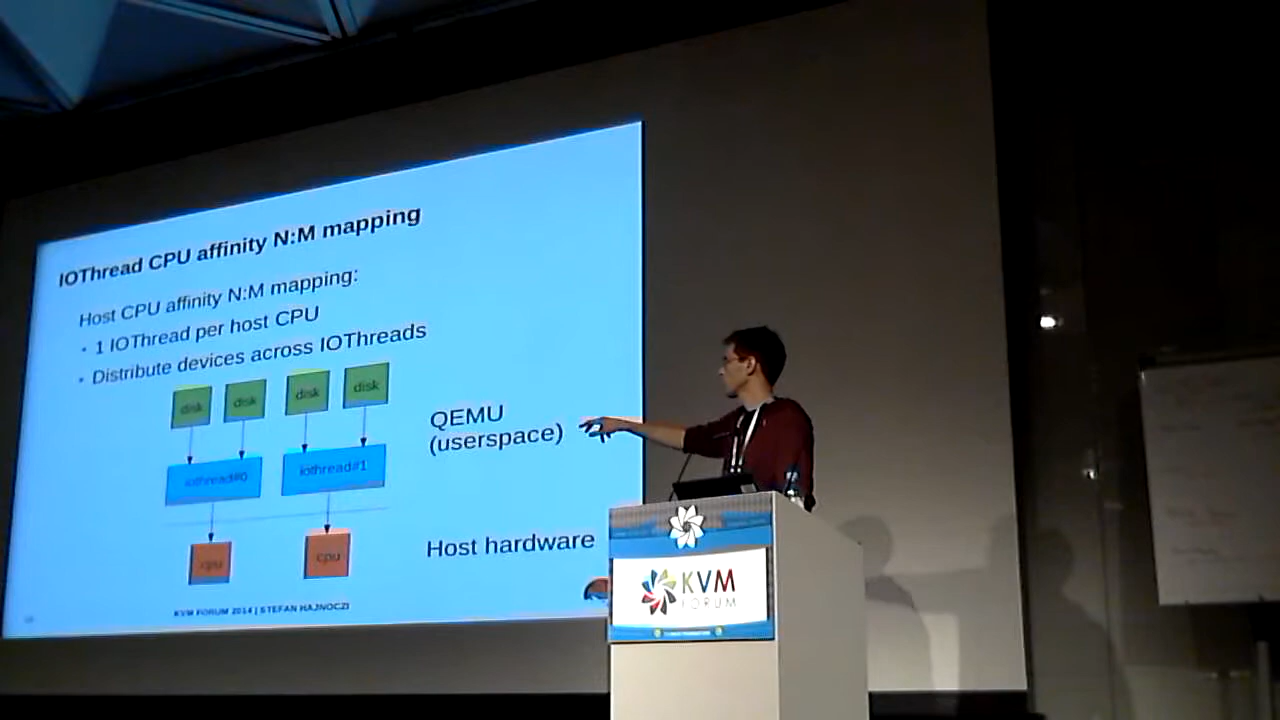 IOThread CPU affinity N:M mapping
Host CPU affinity N:M mapping:
• 1 IOThread per host CPU
• Distribute devices across IOThreads
disk disk disk disk
QEMU
(userspace)
iothread#0 iothread#1
cpu cpu
Host hardware
KVM FORUM 2014 | STEFAN HAJNOCZI
KVM
FORUM